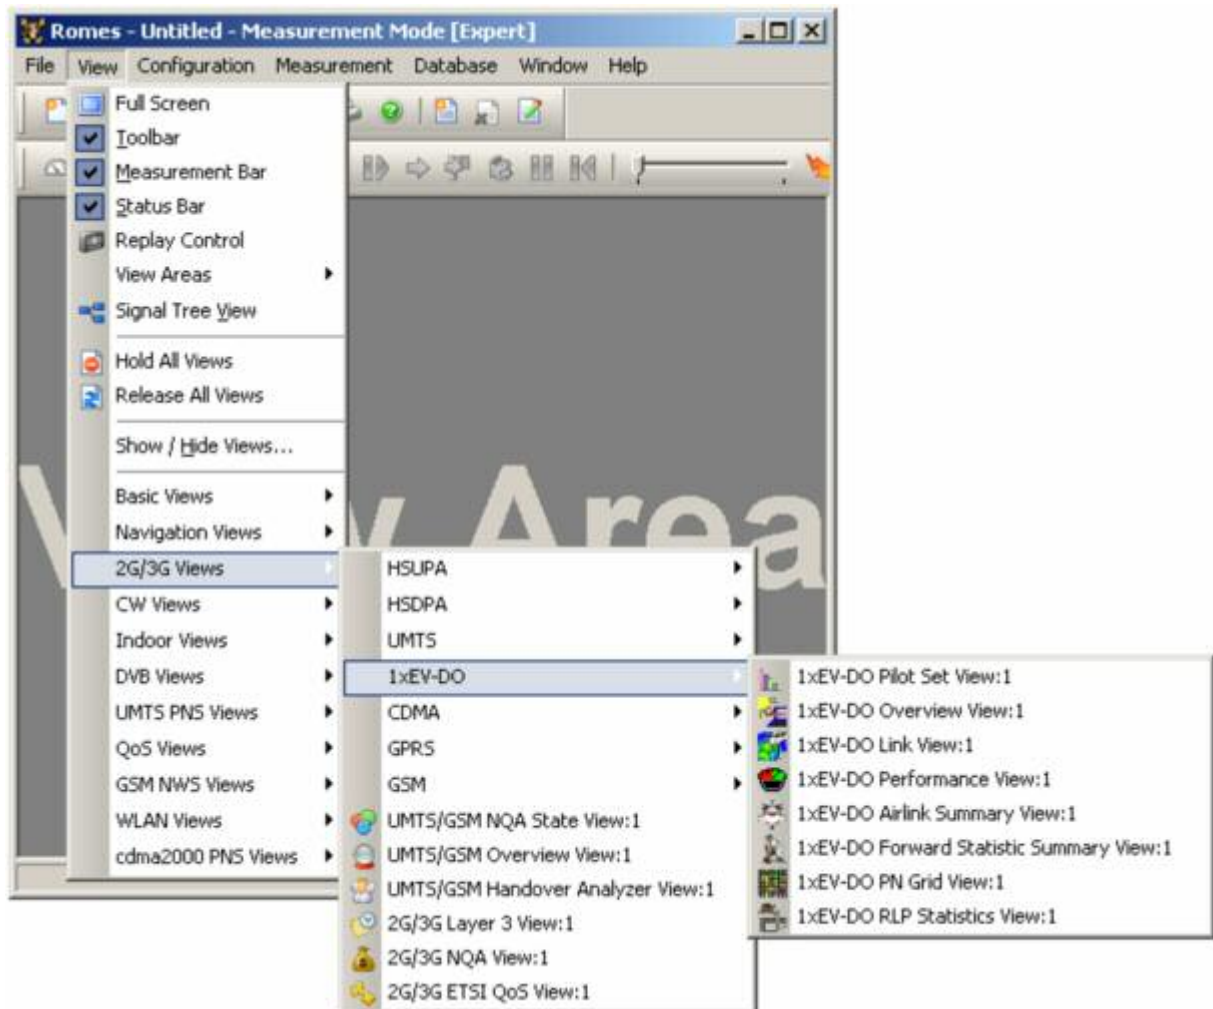 Romes - Untitled - Measurement Mode [Expert]
File View Configuration Measurement Database Window Help
Full Screen
Toolbar
Measurement Bar
Status Bar
Replay Control
View Areas
Signal Tree View
Hold All Views
Release All Views
Show / Hide Views...
Basic Views
Navigation Views
2G/3G Views
CW Views
Indoor Views
DVB Views
UMTS PNS Views
QoS Views
GSM NWS Views
WLAN Views
cdma2000 PNS Views
Area
HSUPA
HSDPA
UMTS
1xEV-DO
CDMA
GPRS
GSM
UMTS/GSM NQA State View:1
UMTS/GSM Overview View:1
UMTS/GSM Handover Analyzer View:1
2G/3G Layer 3 View:1
2G/3G NQA View:1
2G/3G ETSI QoS View:1
1xEV-DO Pilot Set View:1
1xEV-DO Overview View:1
1xEV-DO Link View:1
1xEV-DO Performance View:1
1xEV-DO Airlink Summary View:1
1xEV-DO Forward Statistic Summary View:1
1xEV-DO PN Grid View:1
1xEV-DO RLP Statistics View:1